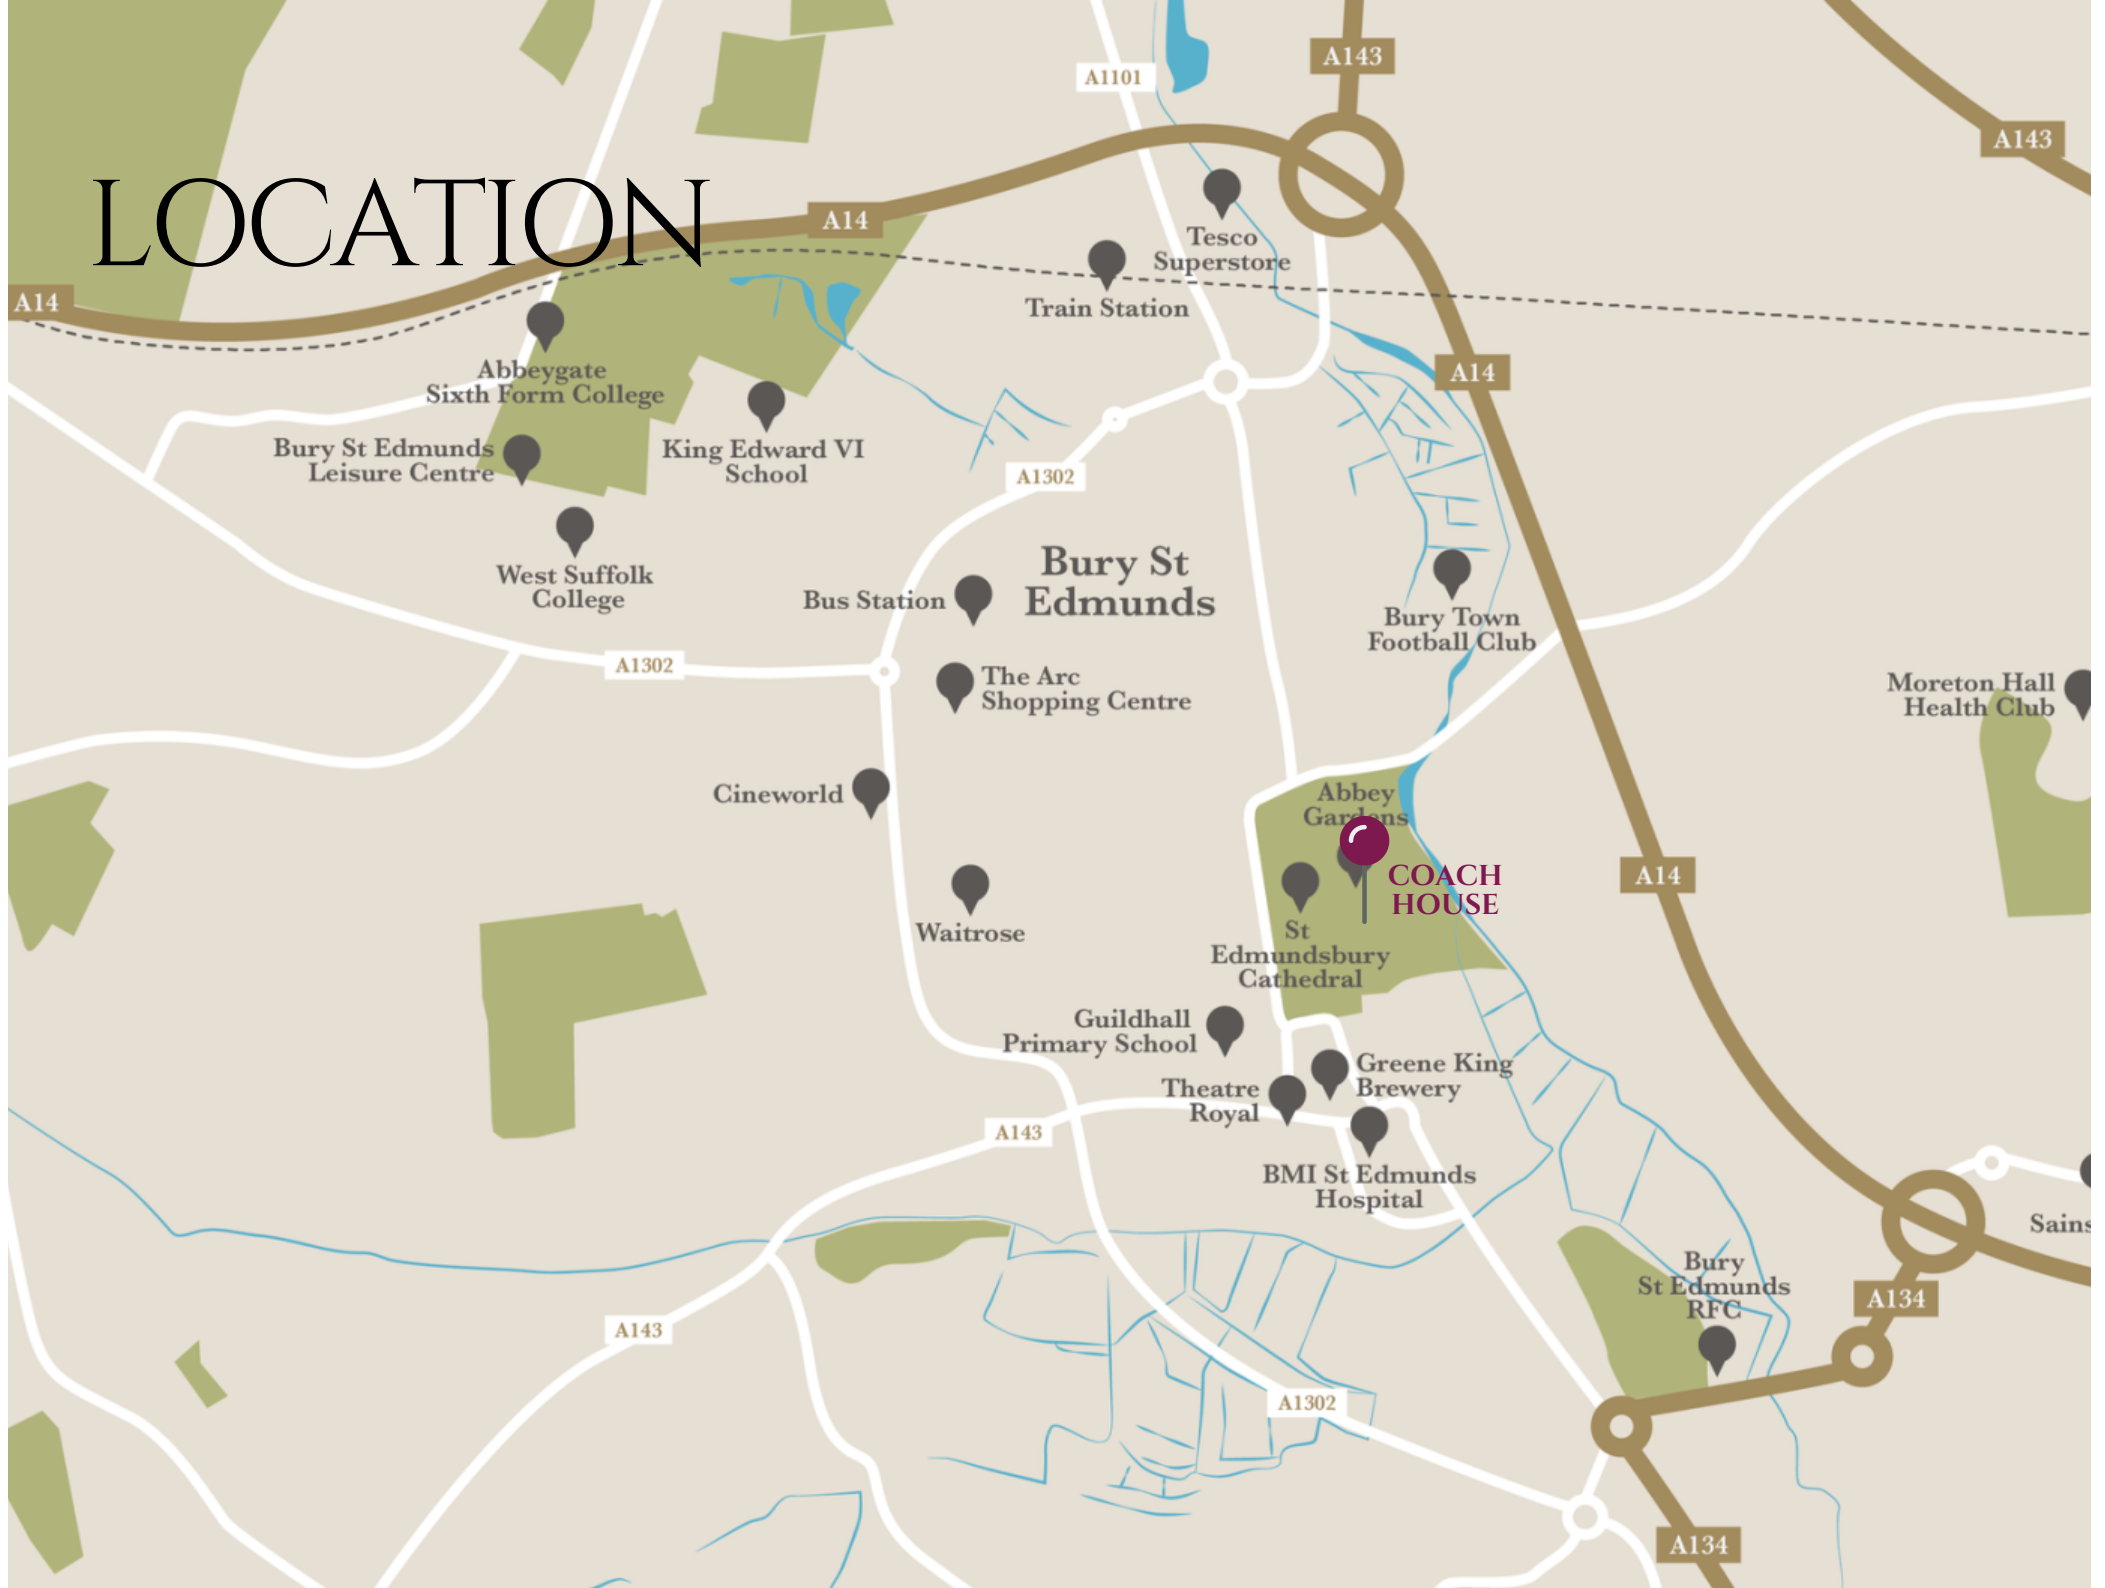 A1101
A143
A143
LOCATION
A14
A14
Tesco
Superstore
Train Station
Abbeygate
Sixth Form College
A14
Bury St Edmunds
Leisure Centre
King Edward VI
School
A1302
West Suffolk
College
Bus Station
Bury St
Edmunds
Bury Town
Football Club
A1302
The Arc
Shopping Centre
Moreton Hall
Health Club
Cineworld
Abbey
Gardens
COACH
HOUSE
A14
Waitrose
St
Edmundsbury
Cathedral
Guildhall
Primary School
Greene King
Brewery
Theatre
Royal
A143
BMI St Edmunds
Hospital
Sains
Bury
St Edmunds
RFC
A134
A143
A1302
A134